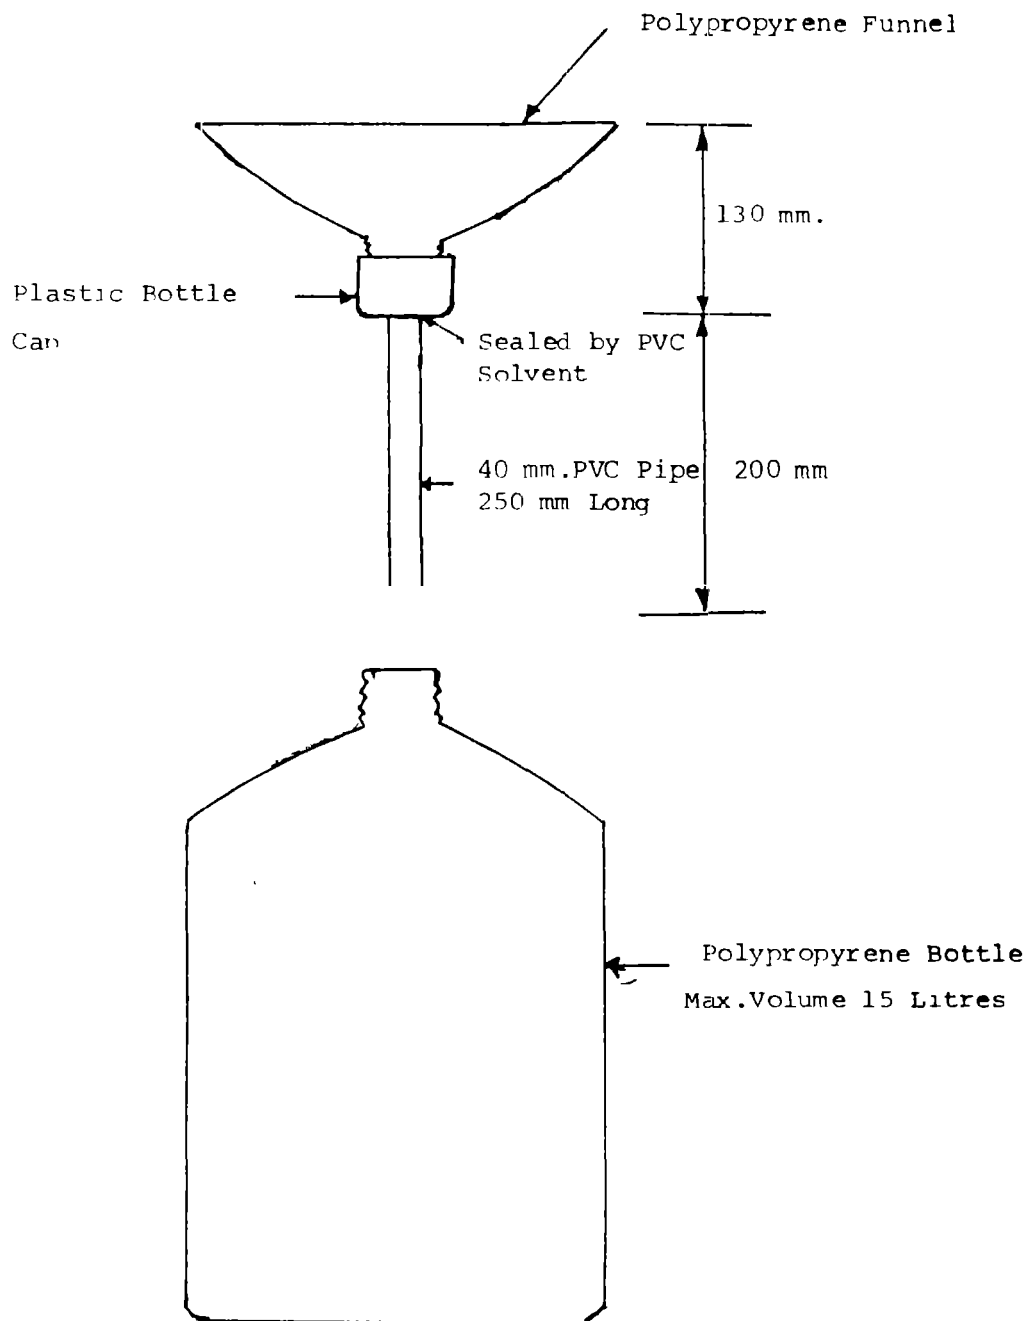 Polypropyrene Funnel
130 mm.
Plastic Bottle
Cap
Sealed by PVC
Solvent
40 mm.PVC Pipe
250 mm Long
200 mm
Polypropyrene Bottle
Max.Volume 15 Litres